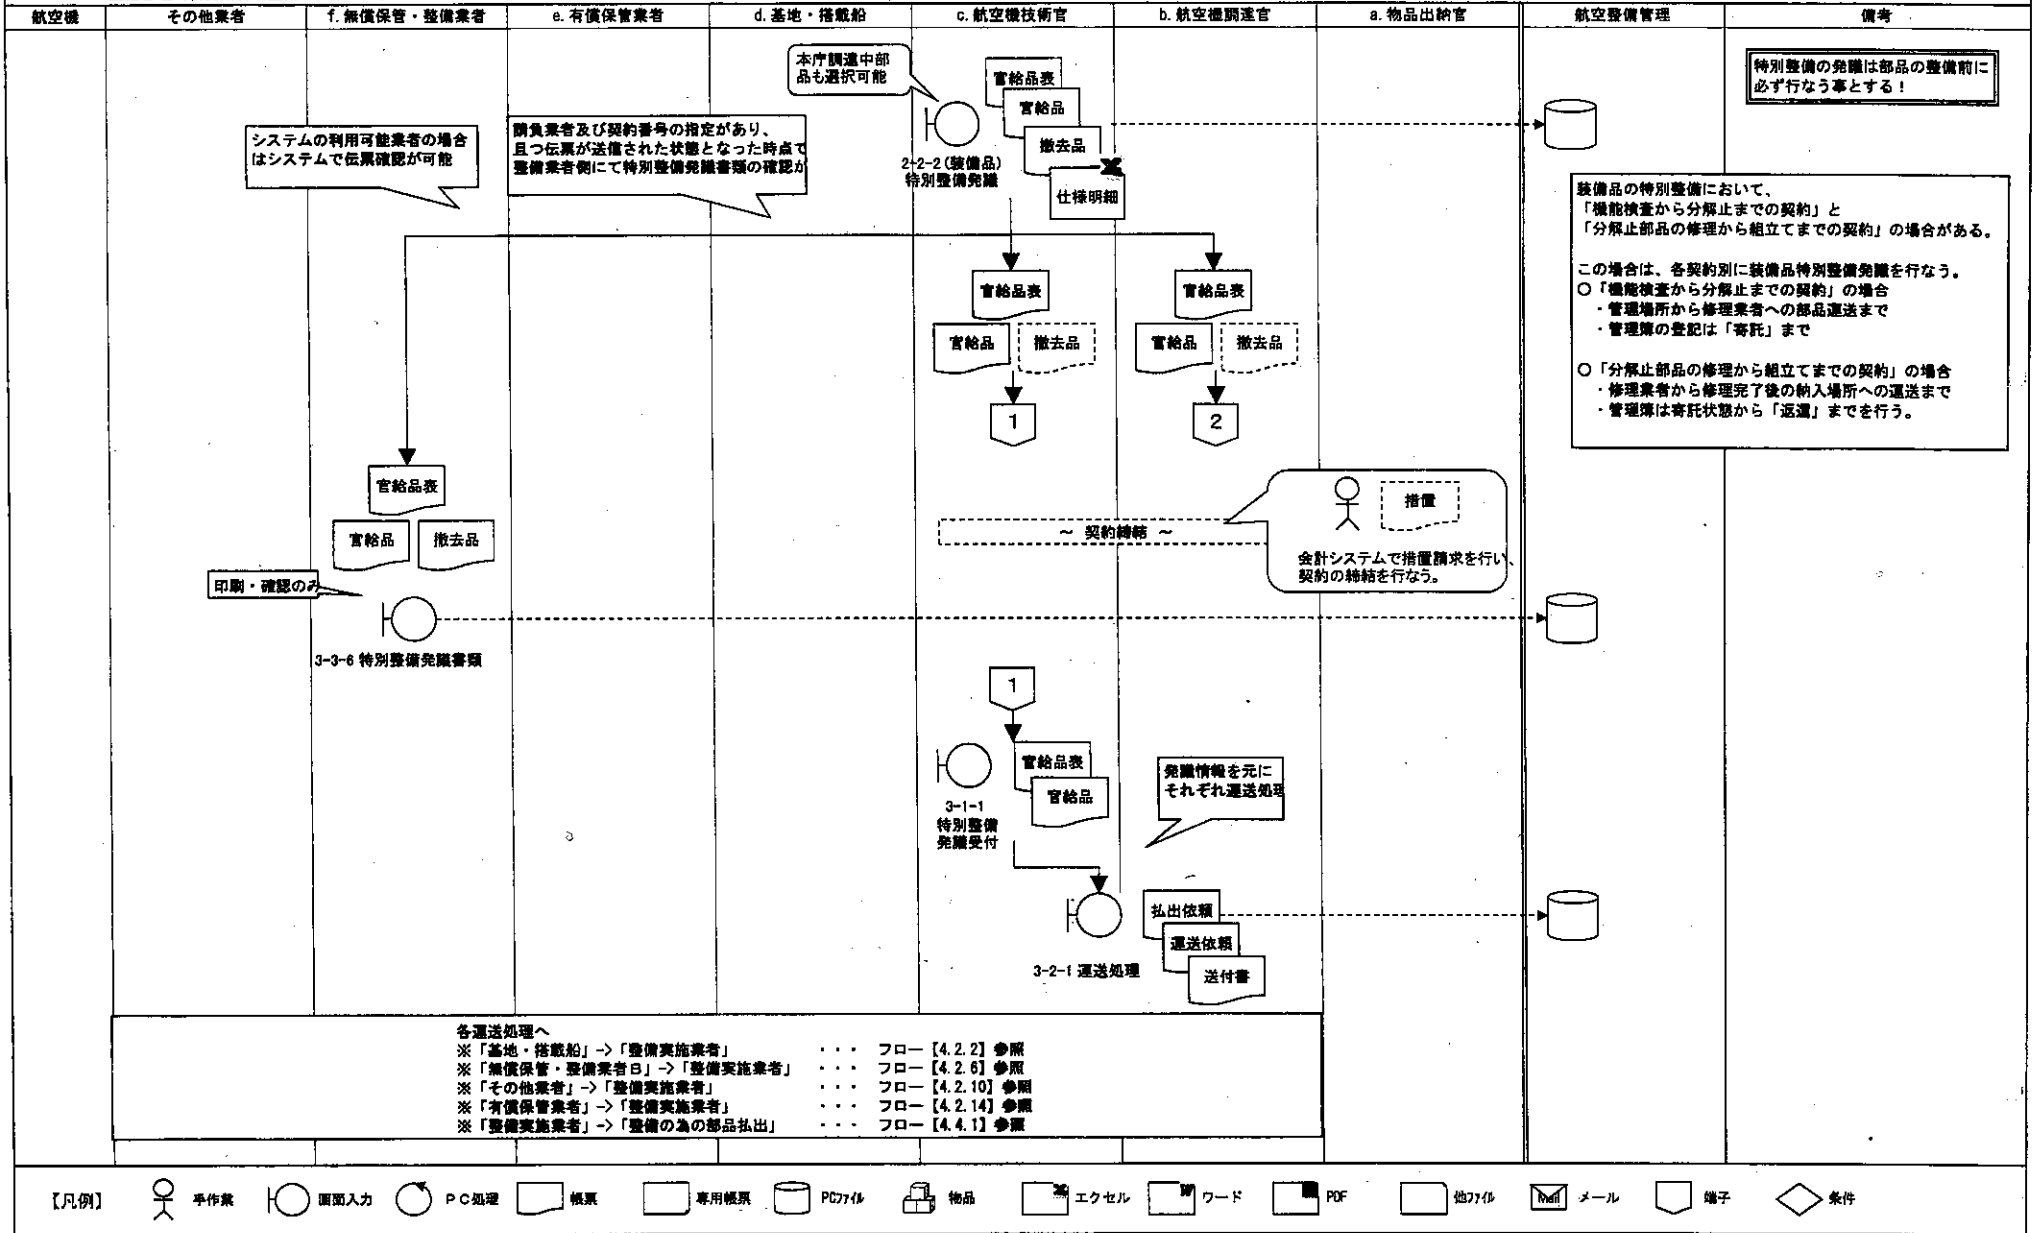 航空機
その他業者
f. 無償保管・整備業者
e. 有償保管業者
d. 基地・搭載船
c. 航空機技術官
b. 航空機調達官
a. 物品出納官
航空整備管理
備考
本庁調達中部
品も選択可能
官給品表
官給品
撤去品
仕様明細
2-2-2(装備品)
特別整備発議
特別整備の発議は部品の整備前に
必ず行なう事とする!
システムの利用可能業者の場合
はシステムで伝票確認が可能
請負業者及び契約番号の指定があり、
且つ伝票が送信された状態となった時点で
整備業者側にて特別整備発議書類の確認が
装備品の特別整備において、
「機能検査から分解止までの契約」と
「分解止部品の修理から組立てまでの契約」の場合がある。
この場合は、各契約別に装備品特別整備発議を行なう。
○「機能検査から分解止までの契約」の場合
・管理場所から修理業者への部品運送まで
・管理簿の登記は「寄託」まで
○「分解止部品の修理から組立てまでの契約」の場合
・修理業者から修理完了後の納入場所への運送まで
・管理簿は寄託状態から「返還」までを行う。
官給品表
官給品
撤去品
1
官給品表
官給品
撤去品
2
官給品表
官給品
撤去品
印刷・確認のみ
3-3-6 特別整備発議書類
~ 契約締結 ~
措置
会計システムで措置請求を行い、
契約の締結を行なう。
1
官給品表
官給品
3-1-1
特別整備
発議受付
発議情報を元に
それぞれ運送処理
払出依頼
運送依頼
送付書
3-2-1 運送処理
各運送処理へ
※「基地・搭載船」->「整備実施業者」 ・・・ フロー【4.2.2】参照
※「無償保管・整備業者B」->「整備実施業者」 ・・・ フロー【4.2.6】参照
※「その他業者」->「整備実施業者」 ・・・ フロー【4.2.10】参照
※「有償保管業者」->「整備実施業者」 ・・・ フロー【4.2.14】参照
※「整備実施業者」->「整備の為の部品払出」 ・・・ フロー【4.4.1】参照
【凡例】 手作業 画面入力 PC処理 帳票 専用帳票 PCファイル 物品 エクセル ワード PDF 他ファイル Mail メール 端子 条件